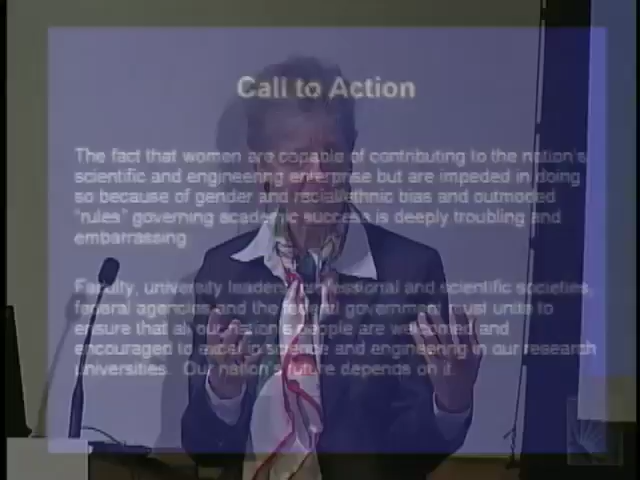 Call to Action
The fact that women are capable of contributing to the nation's
scientific and engineering enterprise but are impeded in doing
so because of gender and racial/ethnic bias and outmoded
"rules" governing academic success is deeply troubling and
embarrassing
Faculty, university leaders, professional and scientific societies,
federal agencies and the federal government must unite to
ensure that all our nation's people are welcomed and
encouraged to excel in science and engineering in our research
universities. Our nation's future depends on it.